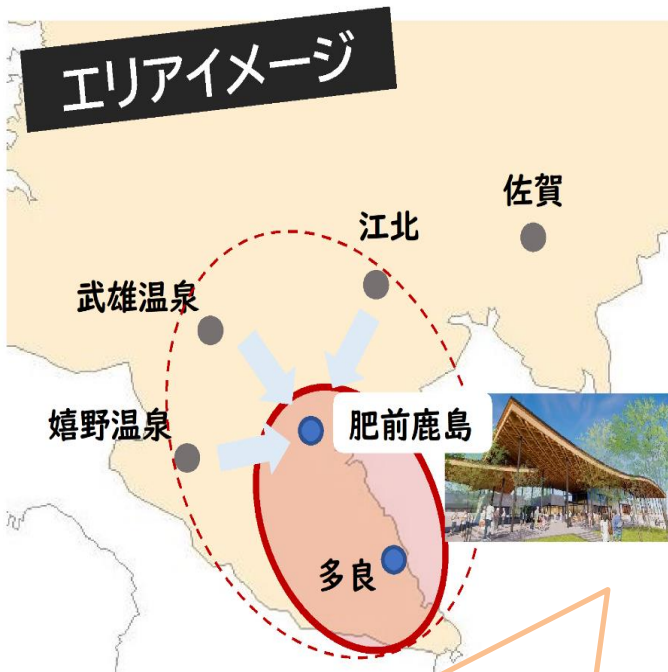 エリアイメージ
佐賀
江北
武雄温泉
嬉野温泉
肥前鹿島
多良